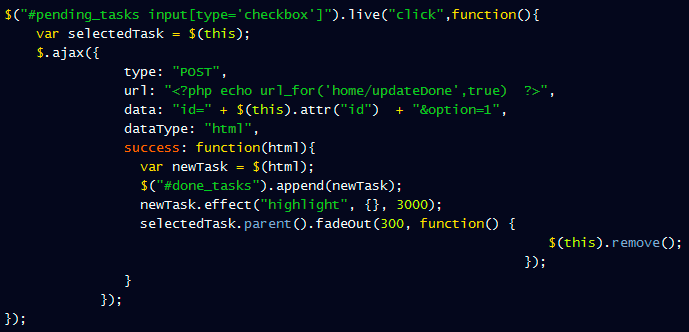 $("#pending_tasks input[type='checkbox']").live("click",function(){
var selectedTask = $(this);
$.ajax({
type: "POST",
url: "<?php echo url_for('home/updateDone',true)  ?>",
data: "id=" + $(this).attr("id")  + "&option=1",
dataType: "html",
success: function(html){
var newTask = $(html);
$("#done_tasks").append(newTask);
newTask.effect("highlight", {}, 3000);
selectedTask.parent().fadeOut(300, function() {
$(this).remove();
});
}
});
});